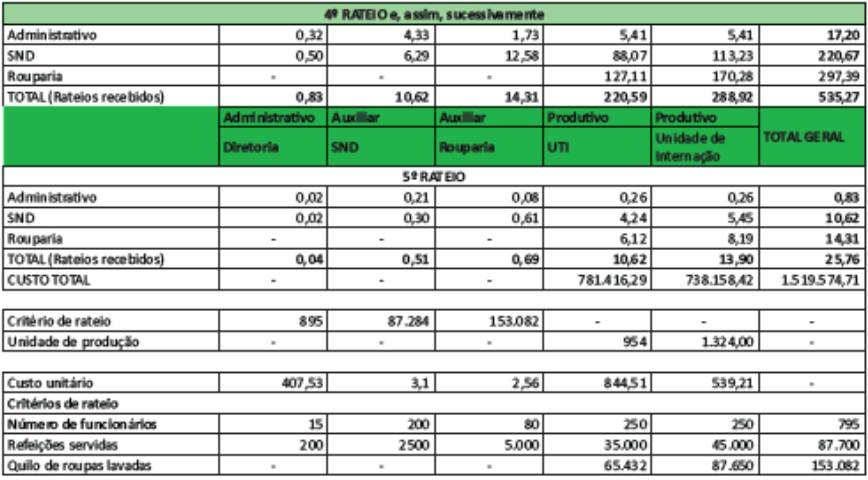 4º RATEIO e, assim, sucessivamente
Administrativo 0,32 4,33 1,73 5,41 5,41 17,20
SND 0,50 6,29 12,58 88,07 113,23 220,67
Rouparia - - - 127,11 170,28 297,39
TOTAL (Rateios recebidos) 0,83 10,62 14,31 220,59 288,92 535,27
Administrativo Auxiliar Auxiliar Produtivo Produtivo TOTAL GERAL
Diretoria SND Rouparia UTI Unidade de Internação
5º RATEIO
Administrativo 0,02 0,21 0,08 0,26 0,26 0,83
SND 0,02 0,30 0,61 4,24 5,45 10,62
Rouparia - - - 6,12 8,19 14,31
TOTAL (Rateios recebidos) 0,04 0,51 0,69 10,62 13,90 25,76
CUSTO TOTAL - - - 781.416,29 738.158,42 1.519.574,71
Critério de rateio 895 87.284 153.082 - - -
Unidade de produção - - - 954 1.324,00 -
Custo unitário 407,53 3,1 2,56 844,51 539,21 -
Critérios de rateio
Número de funcionários 15 200 80 250 250 795
Refeições servidas 200 2500 5.000 35.000 45.000 87.700
Quilo de roupas lavadas - - - 65.432 87.650 153.082